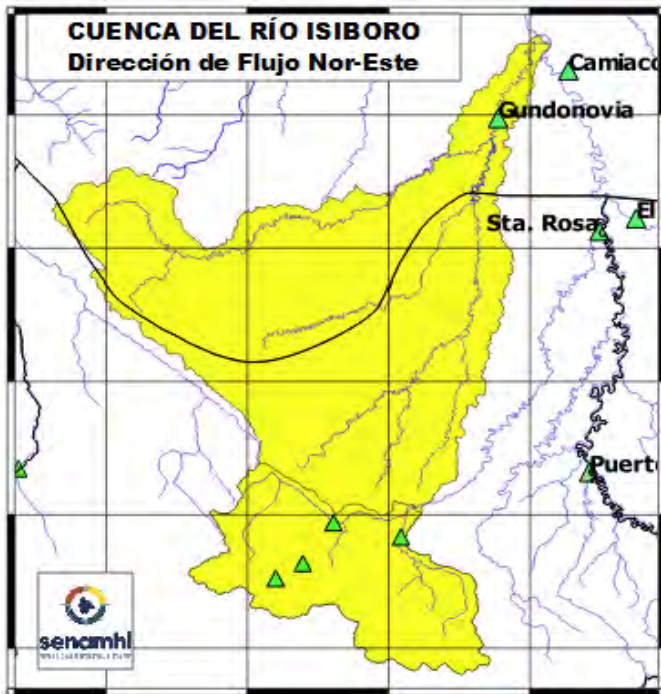 CUENCA DEL RÍO ISIBORO
Dirección de Flujo Nor-Este
Camiaco
Gundonovia
El
Sta. Rosa
Puerto
senamhi